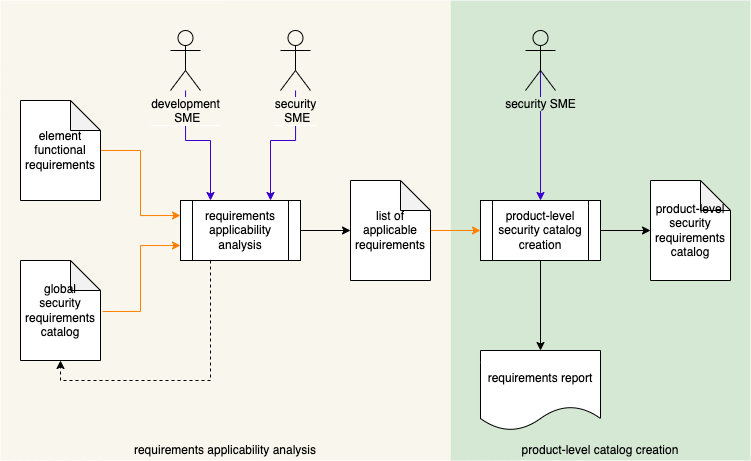 development
SME
security
SME
security SME
element
functional
requirements
requirements
applicability
analysis
list of
applicable
requirements
product-level
security catalog
creation
product-level
security
requirements
catalog
global
security
requirements
catalog
requirements report
requirements applicability analysis
product-level catalog creation